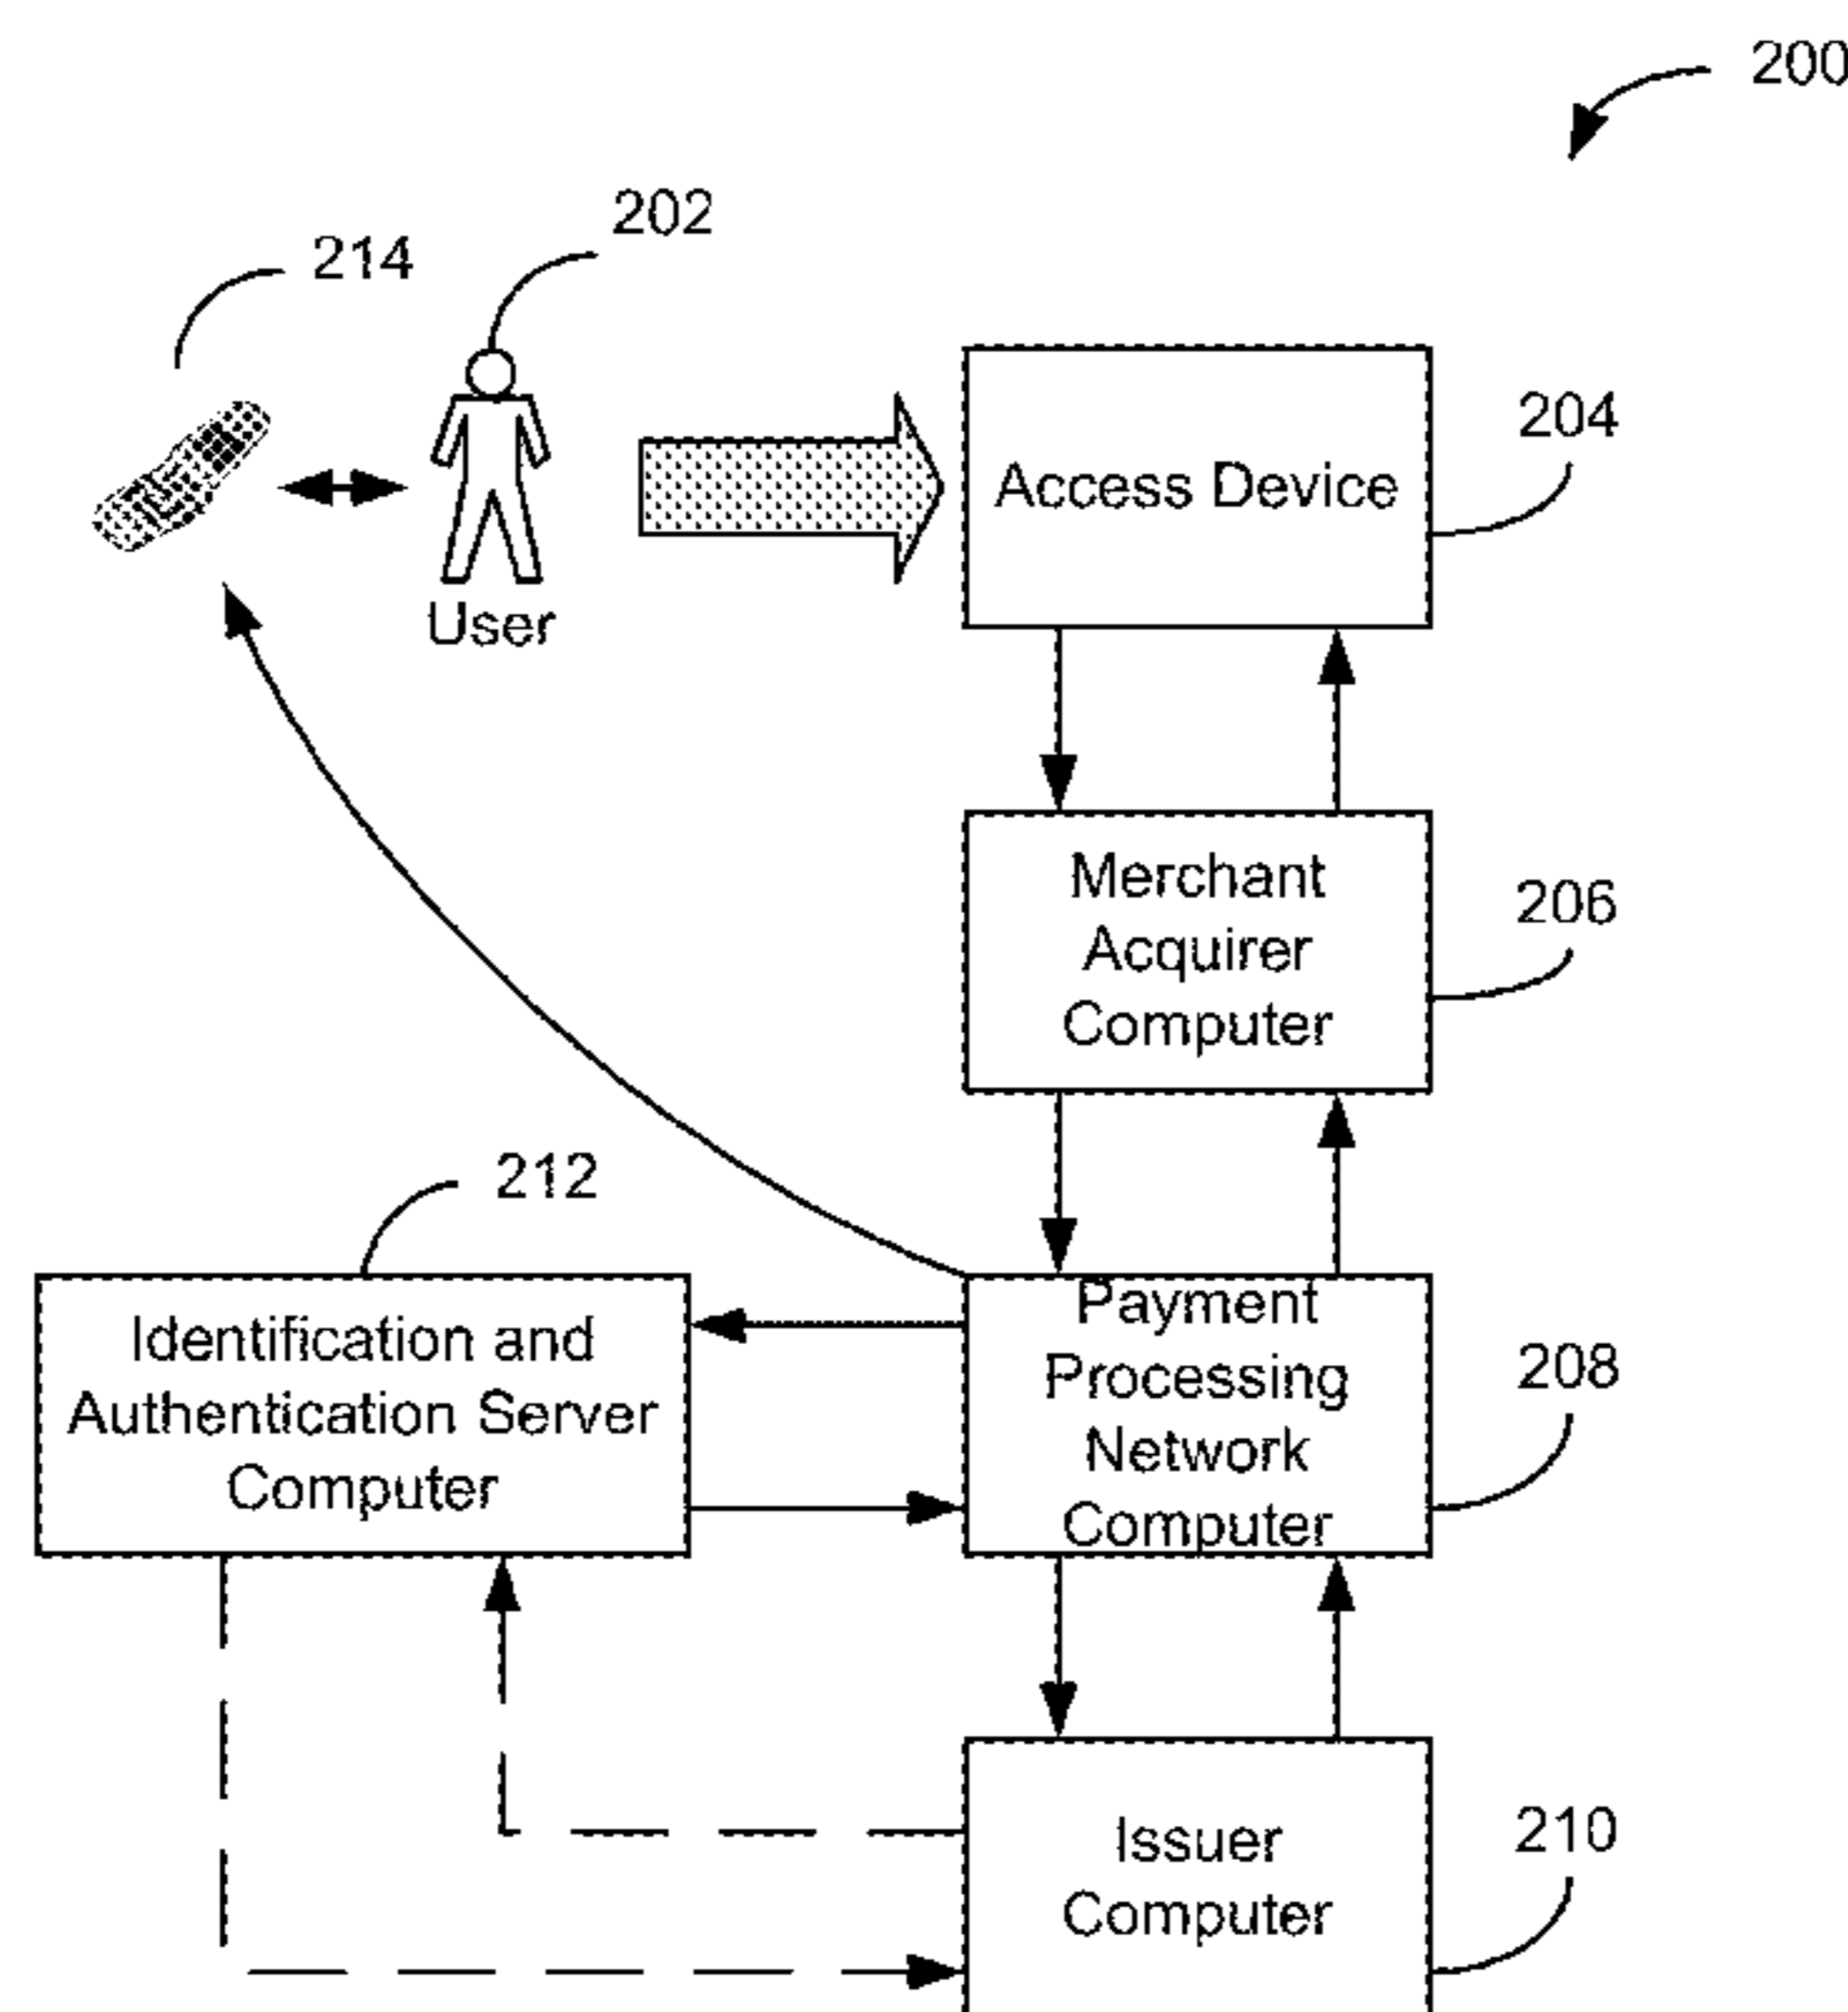 200
202
214
204
Access Device
User
Merchant
Acquirer
Computer
206
212
Identification and
Authentication Server
Computer
Payment
Processing
Network
Computer
208
Issuer
Computer
210